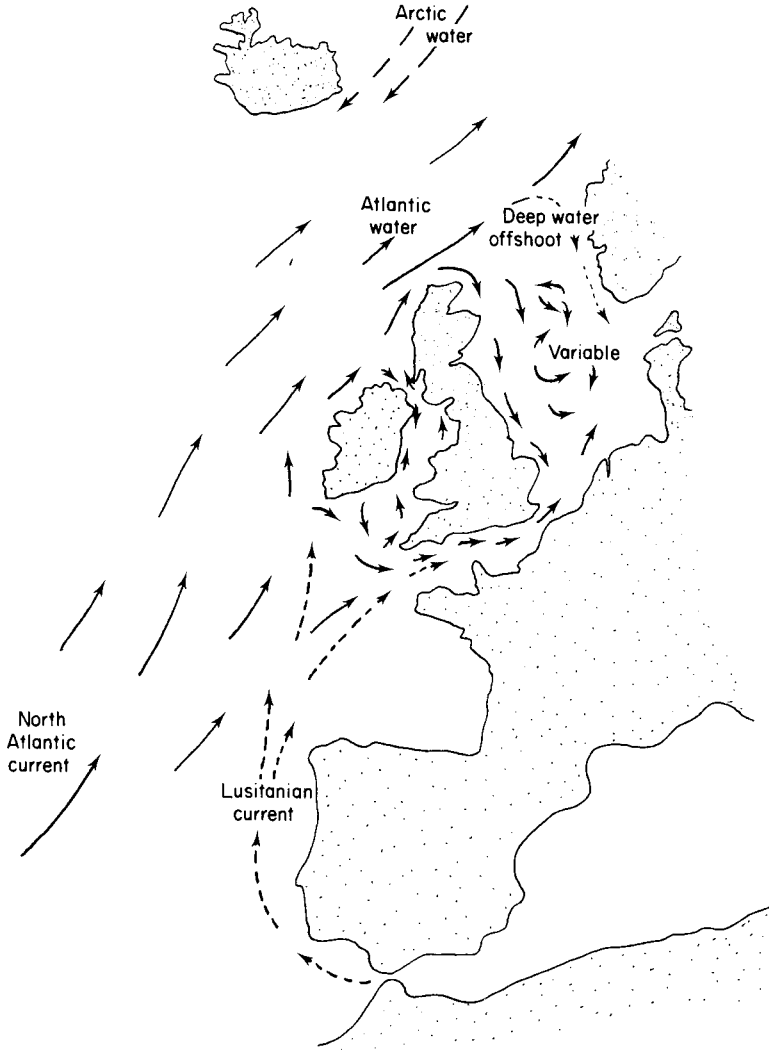 Arctic
water
Atlantic
water
Deep water
offshoot
Variable
North
Atlantic
current
Lusitanian
current